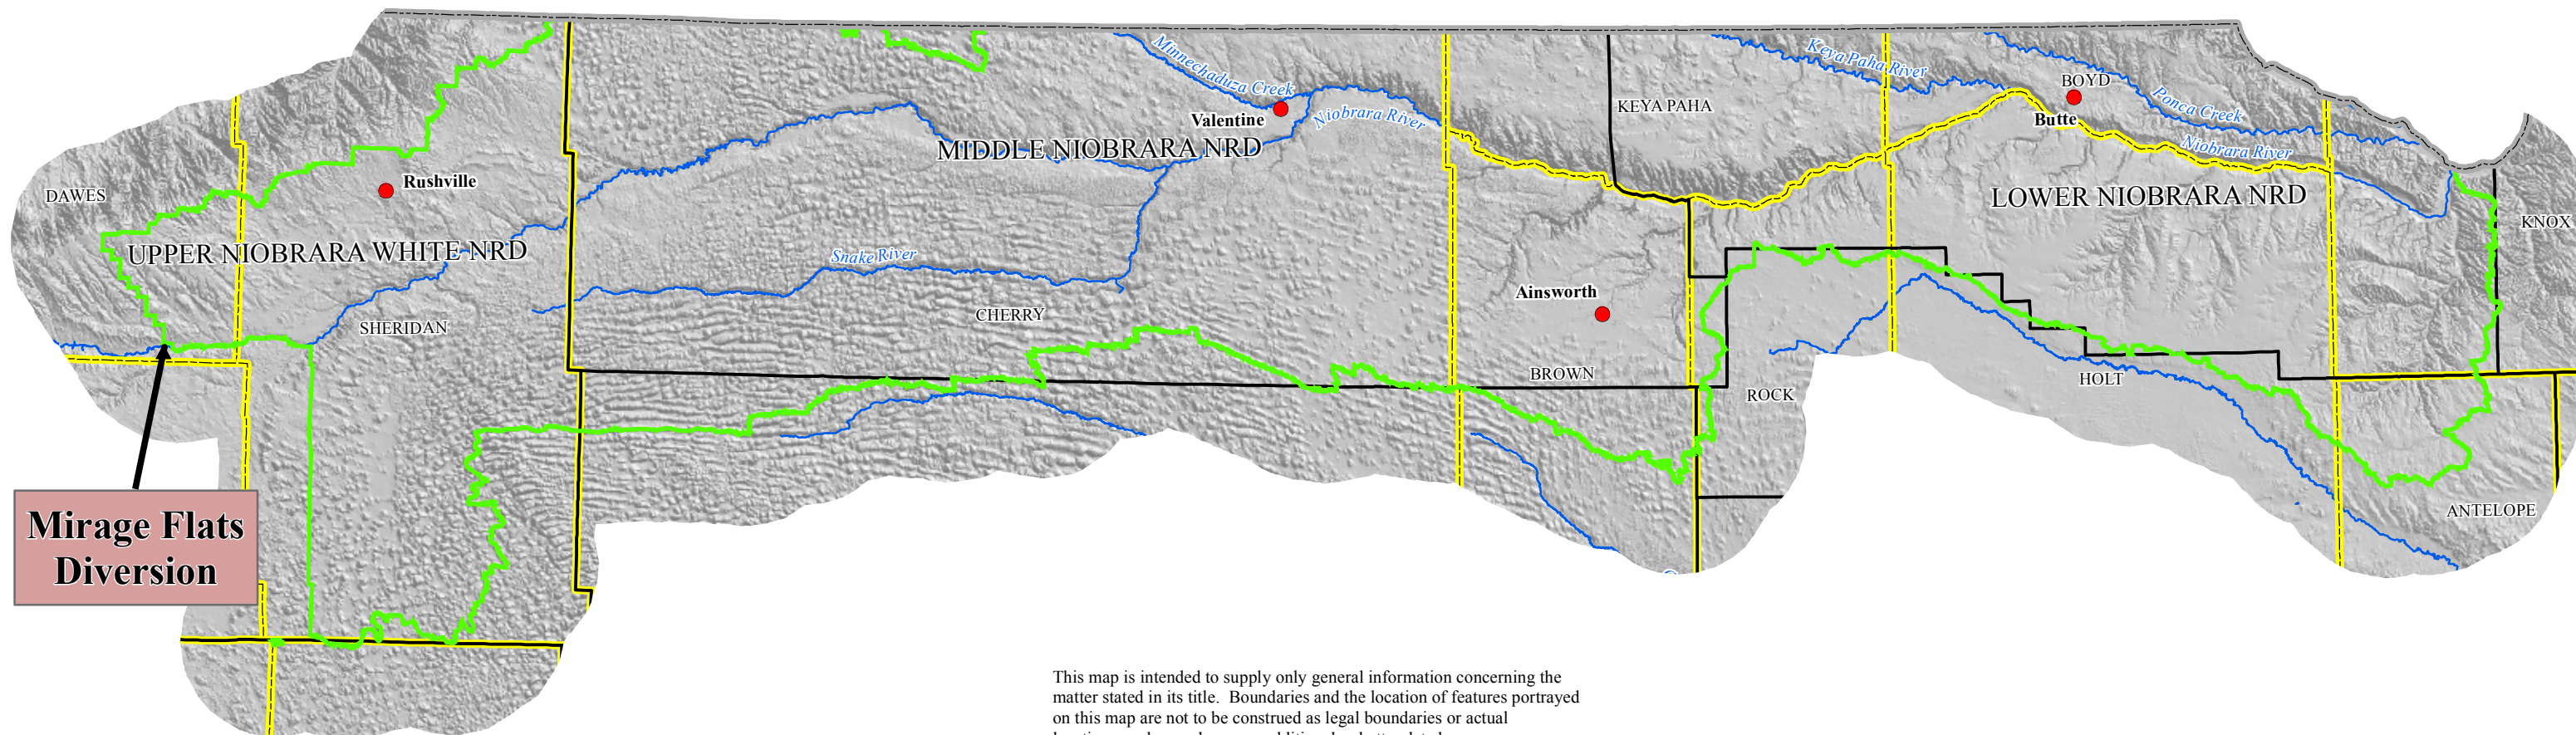 Minnechaduza Creek
Keya Paha River
BOYD
Ponca Creek
KEYA PAHA
Valentine
Niobrara River
Butte
MIDDLE NIOBRARA NRD
Niobrara River
Rushville
DAWES
LOWER NIOBRARA NRD
KNOX
UPPER NIOBRARA WHITE NRD
Snake River
Ainsworth
CHERRY
SHERIDAN
BROWN
HOLT
ROCK
ANTELOPE
Mirage Flats
Diversion
This map is intended to supply only general information concerning the
matter stated in its title. Boundaries and the location of features portrayed
on this map are not to be construed as legal boundaries or actual